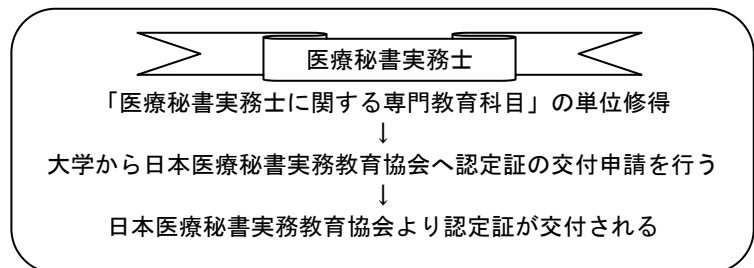 医療秘書実務士
「医療秘書実務士に関する専門教育科目」の単位修得
↓
大学から日本医療秘書実務教育協会へ認定証の交付申請を行う
↓
日本医療秘書実務教育協会より認定証が交付される